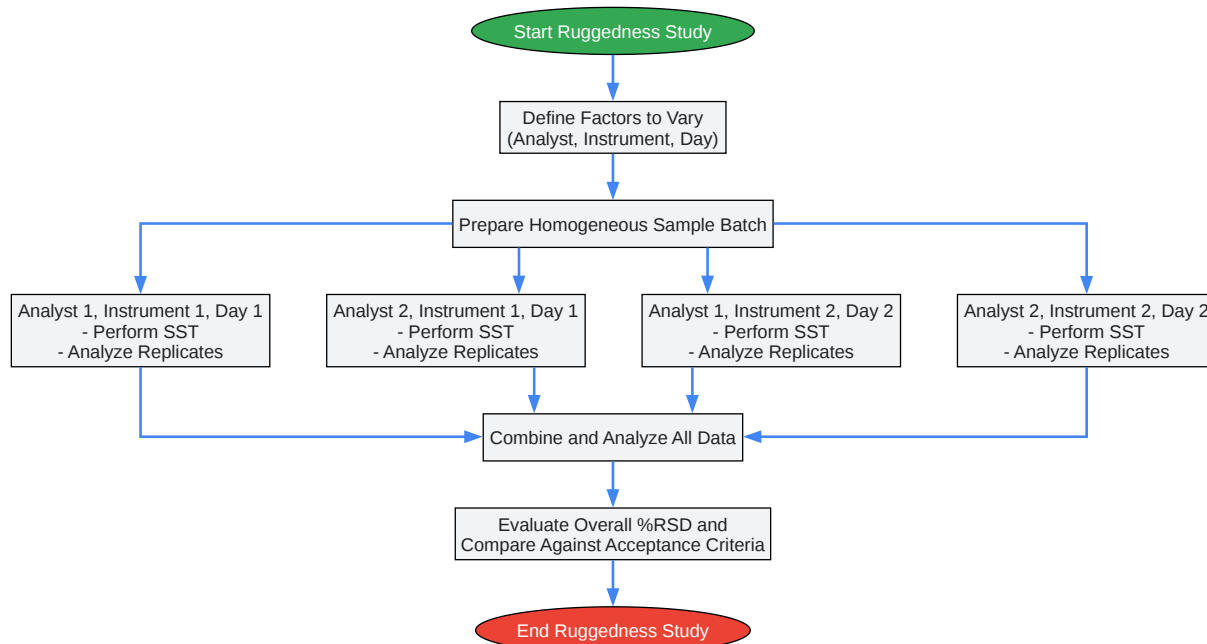 Start Ruggedness Study
Define Factors to Vary
(Analyst, Instrument, Day)
Prepare Homogeneous Sample Batch
Analyst 1, Instrument 1, Day 1
- Perform SST
- Analyze Replicates
Analyst 2, Instrument 1, Day 1
- Perform SST
- Analyze Replicates
Analyst 1, Instrument 2, Day 2
- Perform SST
- Analyze Replicates
Analyst 2, Instrument 2, Day 2
- Perform SST
- Analyze Replicates
Combine and Analyze All Data
Evaluate Overall %RSD and
Compare Against Acceptance Criteria
End Ruggedness Study